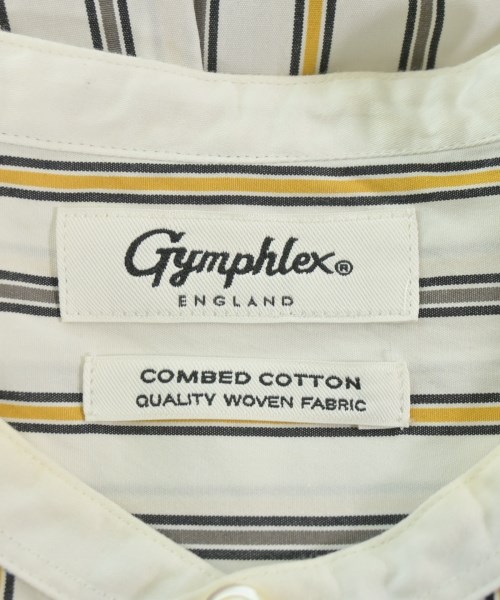 Gymphlex®
ENGLAND
COMBED COTTON
QUALITY WOVEN FABRIC